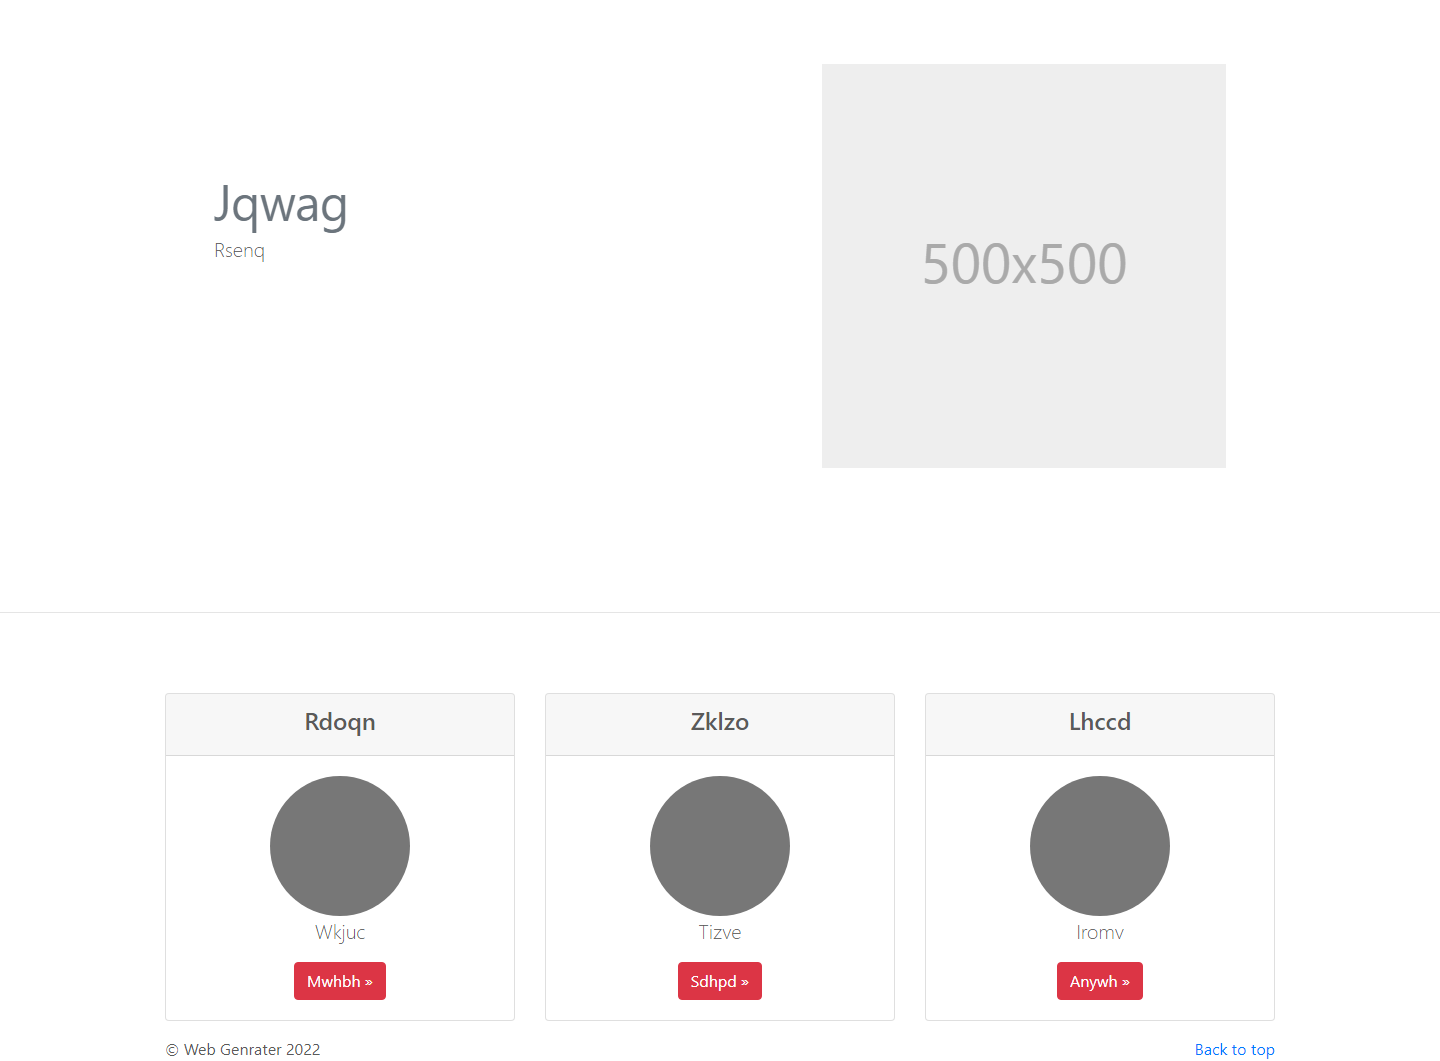 Jqwag
Rsenq
500x500
Rdoqn
Zklzo
Lhccd
Wkjuc
Tizve
Iromv
Mwhbh »
Sdhpd »
Anywh »
© Web Genrater 2022
Back to top